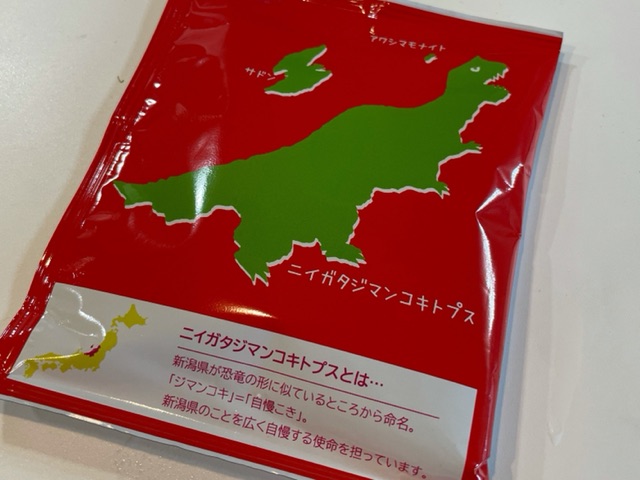 アワシマモナイト
サドン
ニイガタジマンコキトプス
ニイガタジマンコキトプスとは…
新潟県が恐竜の形に似ているところから命名。
「ジマンコキ」=「自慢こき」。
新潟県のことを広く自慢する使命を担っています。